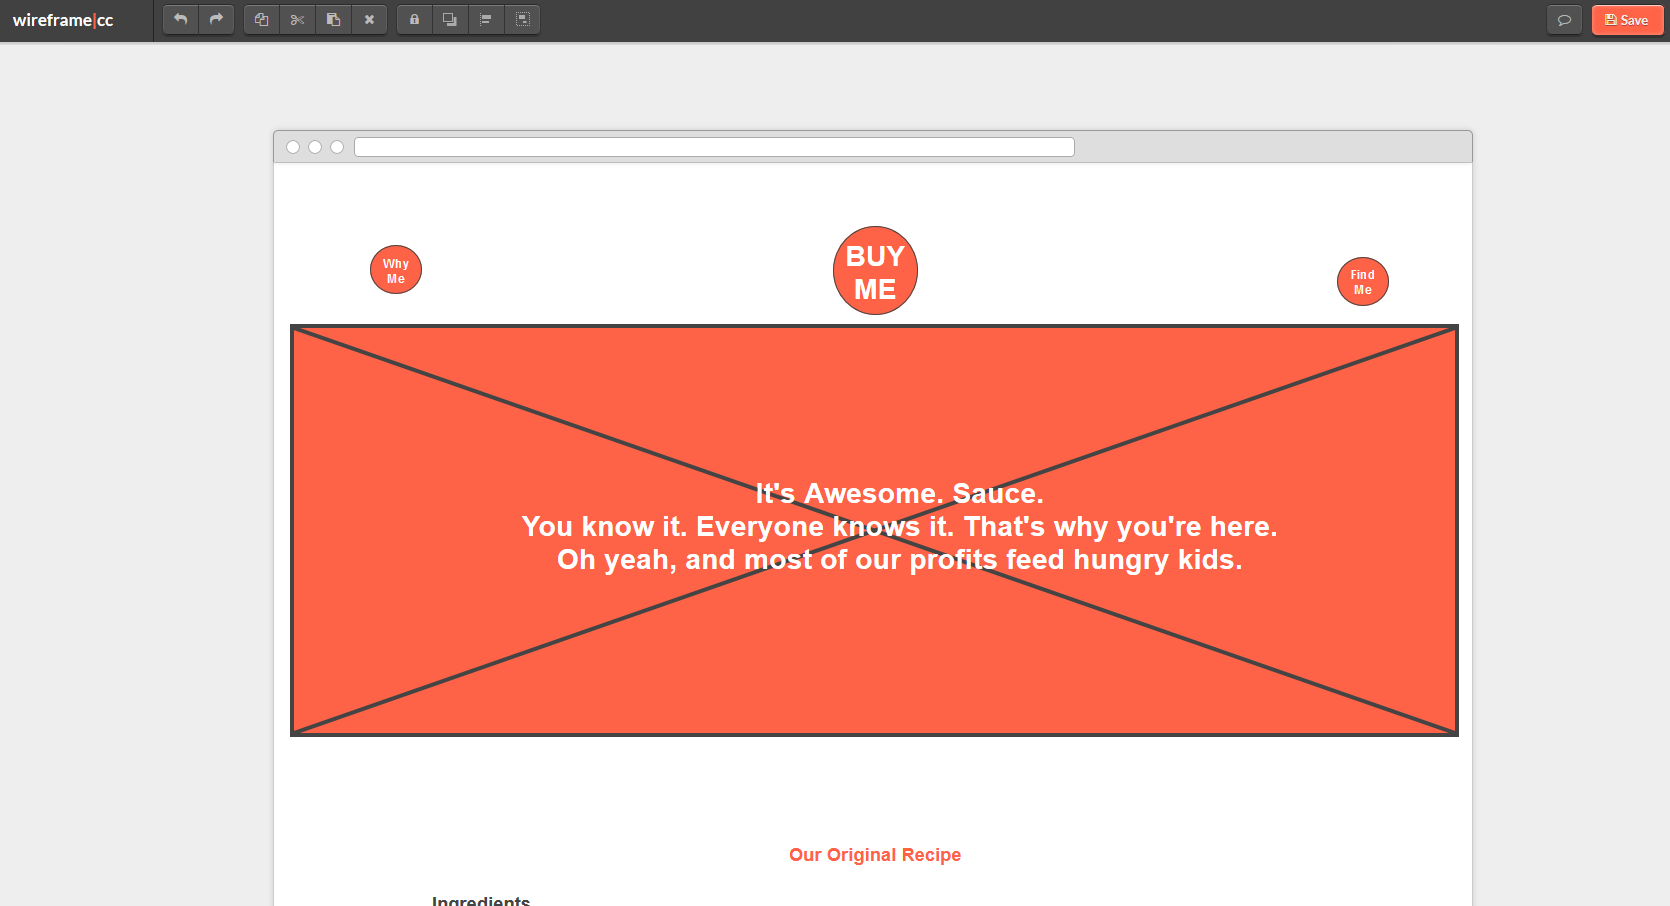 wireframe|cc
Save
Why
Me
BUY
ME
Find
Me
It's Awesome. Sauce.
You know it. Everyone knows it. That's why you're here.
Oh yeah, and most of our profits feed hungry kids.
Our Original Recipe
Ingredients